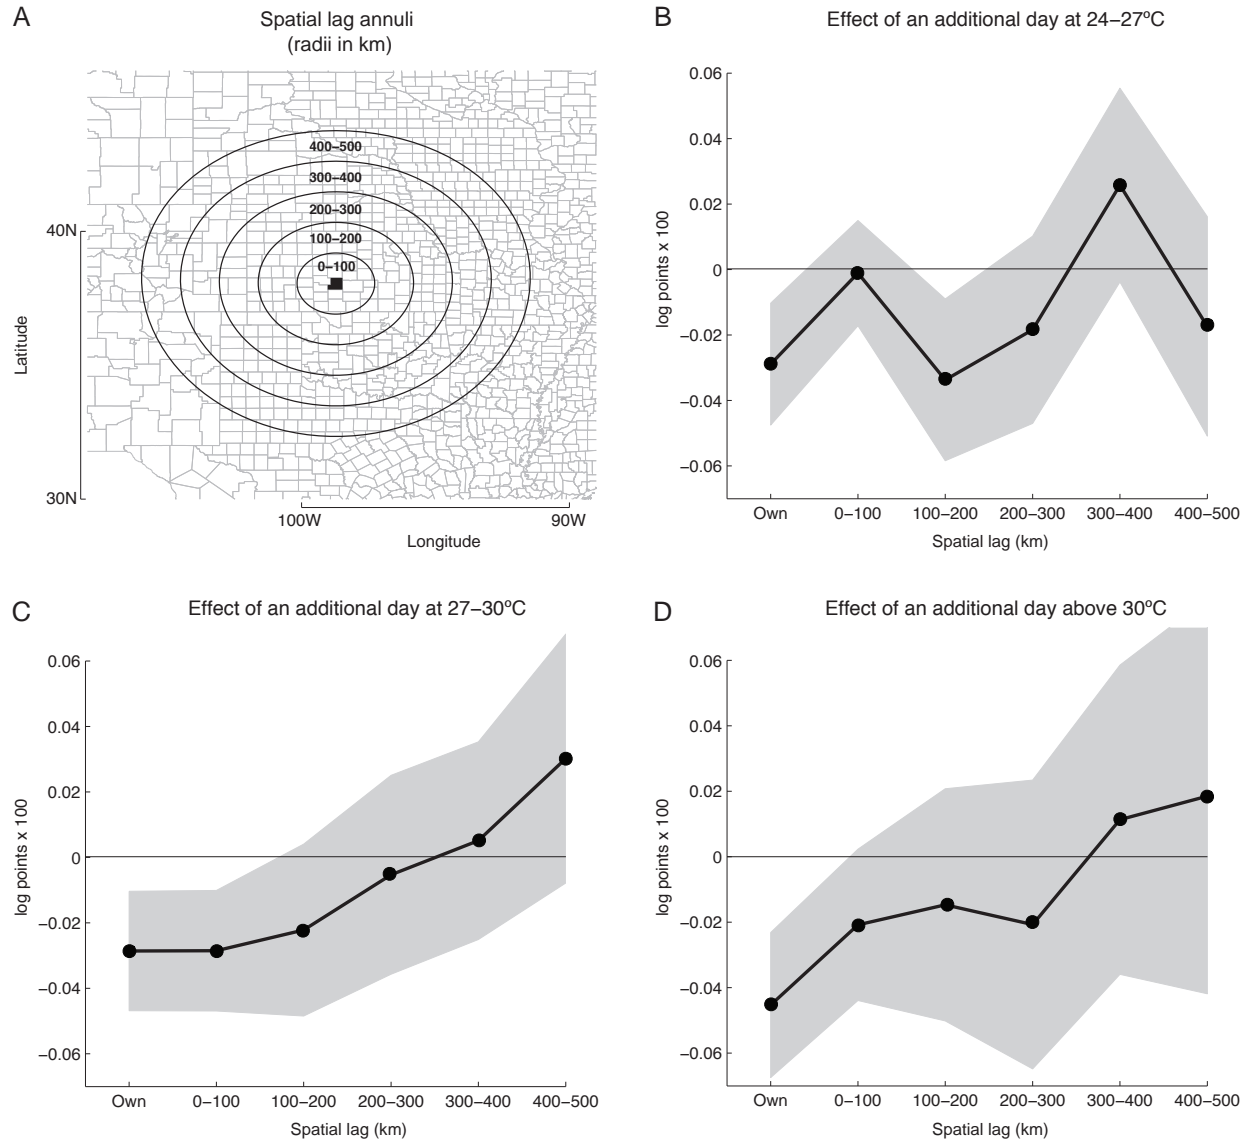 A
Spatial lag annuli
(radii in km)
400–500
300–400
200–300
100–200
0–100
40N
30N
Latitude
100W
90W
Longitude
B
Effect of an additional day at 24–27ºC
0.06
0.04
0.02
0
−0.02
−0.04
−0.06
log points x 100
Own
0−100
100−200
200−300
300−400
400−500
Spatial lag (km)
C
Effect of an additional day at 27–30ºC
0.06
0.04
0.02
0
−0.02
−0.04
−0.06
log points x 100
Own
0−100
100−200
200−300
300−400
400−500
Spatial lag (km)
D
Effect of an additional day above 30ºC
0.06
0.04
0.02
0
−0.02
−0.04
−0.06
log points x 100
Own
0−100
100−200
200−300
300−400
400−500
Spatial lag (km)